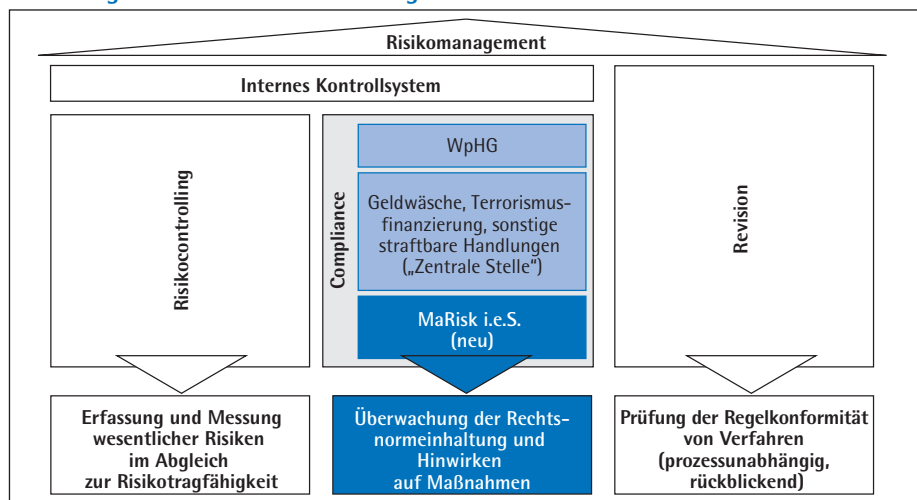 Risikomanagement
Internes Kontrollsystem
Risikocontrolling
Compliance
WpHG
Geldwäsche, Terrorismus-
finanzierung, sonstige
straftbare Handlungen
(„Zentrale Stelle“)
MaRisk i.e.S.
(neu)
Revision
Erfassung und Messung
wesentlicher Risiken
im Abgleich
zur Risikotragfähigkeit
Überwachung der Rechts-
normeinhaltung und
Hinwirken
auf Maßnahmen
Prüfung der Regelkonformität
von Verfahren
(prozessunabhängig,
rückblickend)